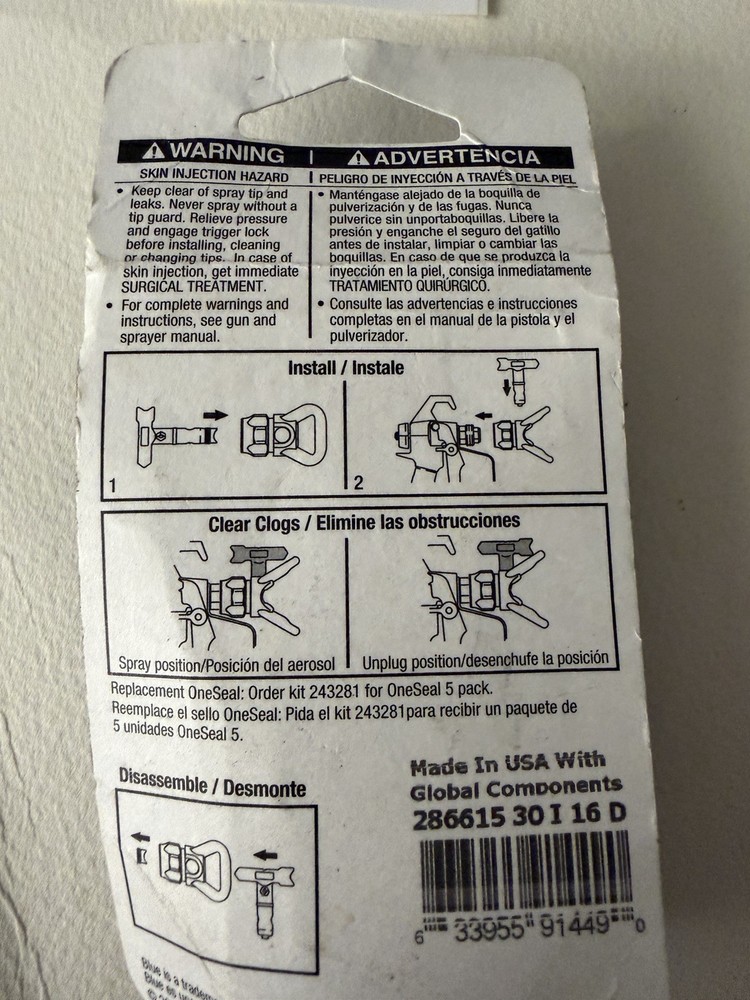 WARNING
SKIN INJECTION HAZARD
• Keep clear of spray tip and
leaks. Never spray without a
tip guard. Relieve pressure
and engage trigger lock
before installing, cleaning
or changing tips. In case of
skin injection, get immediate
SURGICAL TREATMENT.
• For complete warnings and
instructions, see gun and
sprayer manual.
ADVERTENCIA
PELIGRO DE INYECCIÓN A TRAVÉS DE LA PIEL
• Manténgase alejado de la boquilla de
pulverización y de las fugas. Nunca
pulverice sin unportaboquillas. Libere la
presión y enganche el seguro del gatillo
antes de instalar, limpiar o cambiar las
boquillas. En caso de que se produzca la
inyección en la piel, consiga inmediatamente
TRATAMIENTO QUIRÚRGICO.
• Consulte las advertencias e instrucciones
completas en el manual de la pistola y el
pulverizador.
Install / Instale
1
2
Clear Clogs / Elimine las obstrucciones
Spray position/Posición del aerosol
Unplug position/desenchufe la posición
Replacement OneSeal: Order kit 243281 for OneSeal 5 pack.
Reemplace el sello OneSeal: Pida el kit 243281para recibir un paquete de
5 unidades OneSeal 5.
Disassemble / Desmonte
Made In USA With
Global Components
286615 30 I 16 D
6 33955 91449 0
Blue is a
Blue es